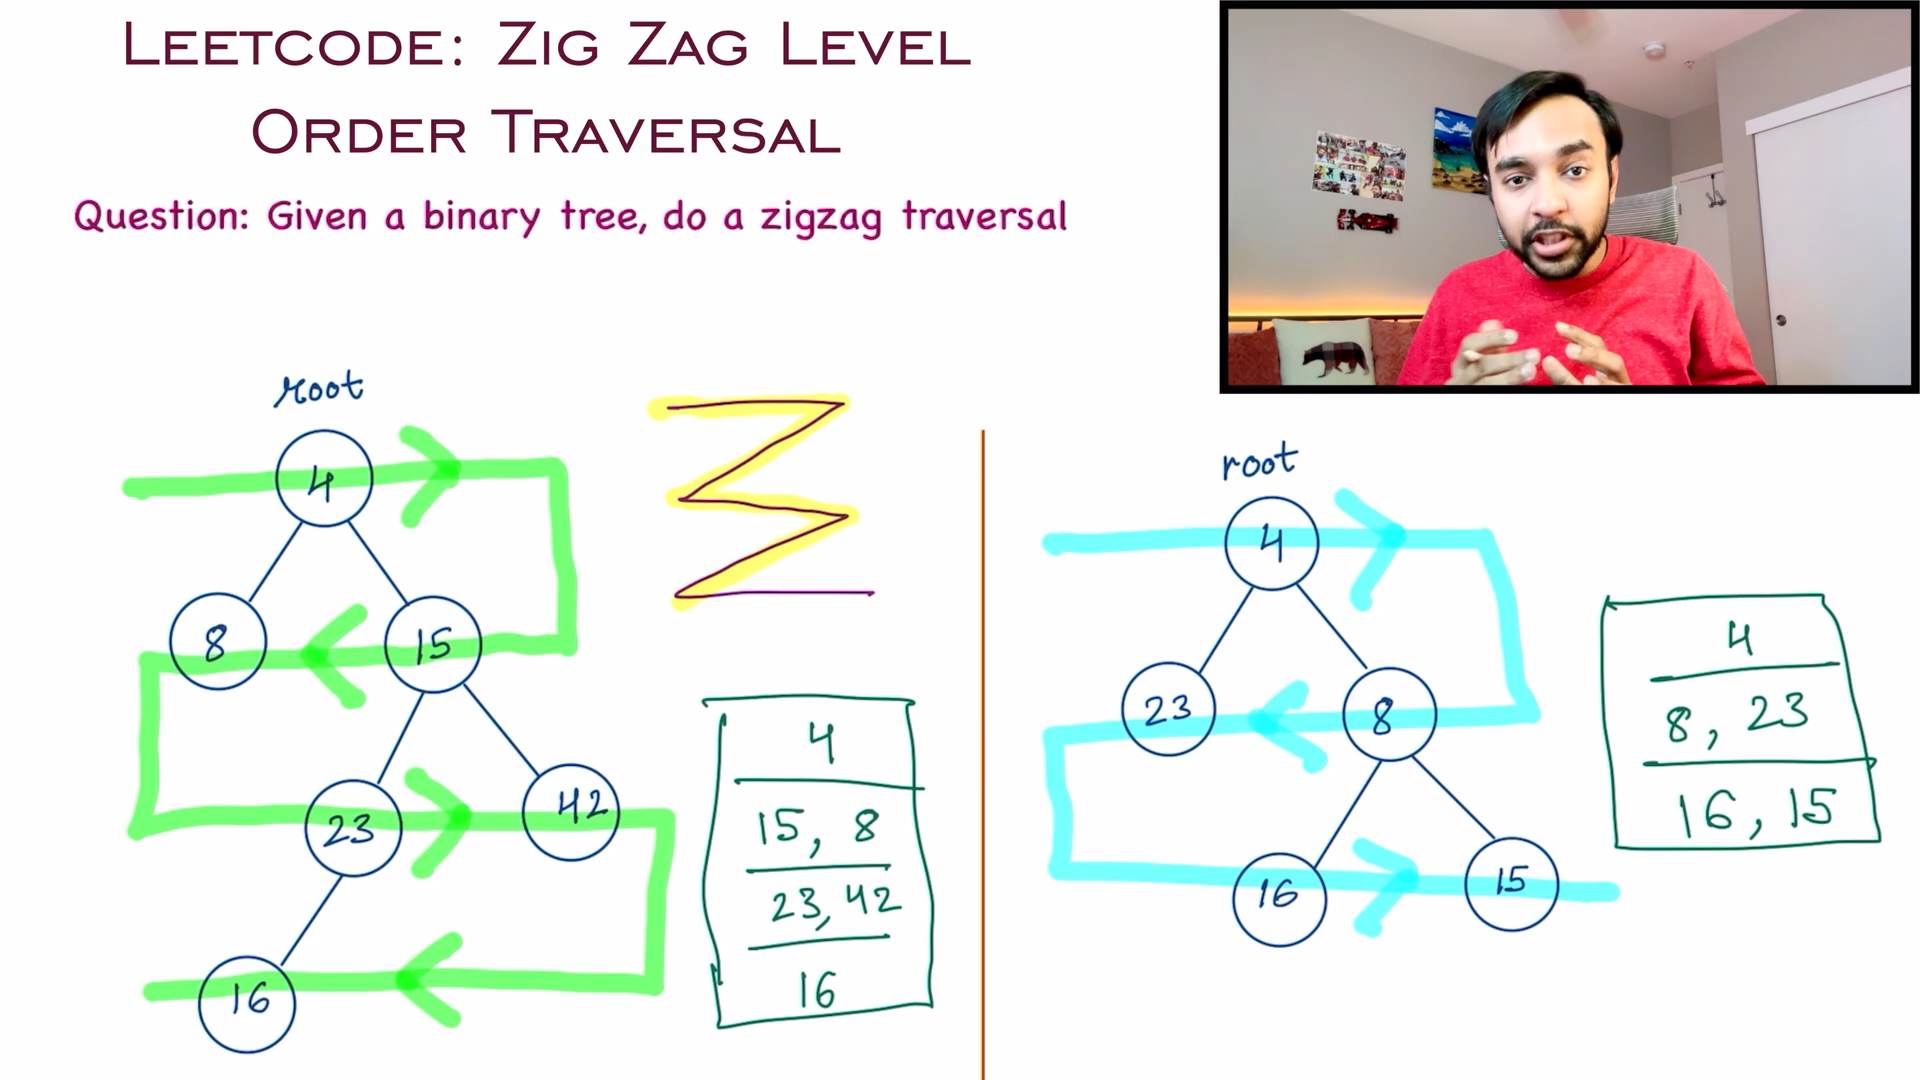 LEETCODE: ZIG ZAG LEVEL
ORDER TRAVERSAL
Question: Given a binary tree, do a zigzag traversal
root
4
8 15
23 42
16
4
15, 8
23, 42
16
root
4
23 8
16 15
4
8, 23
16, 15